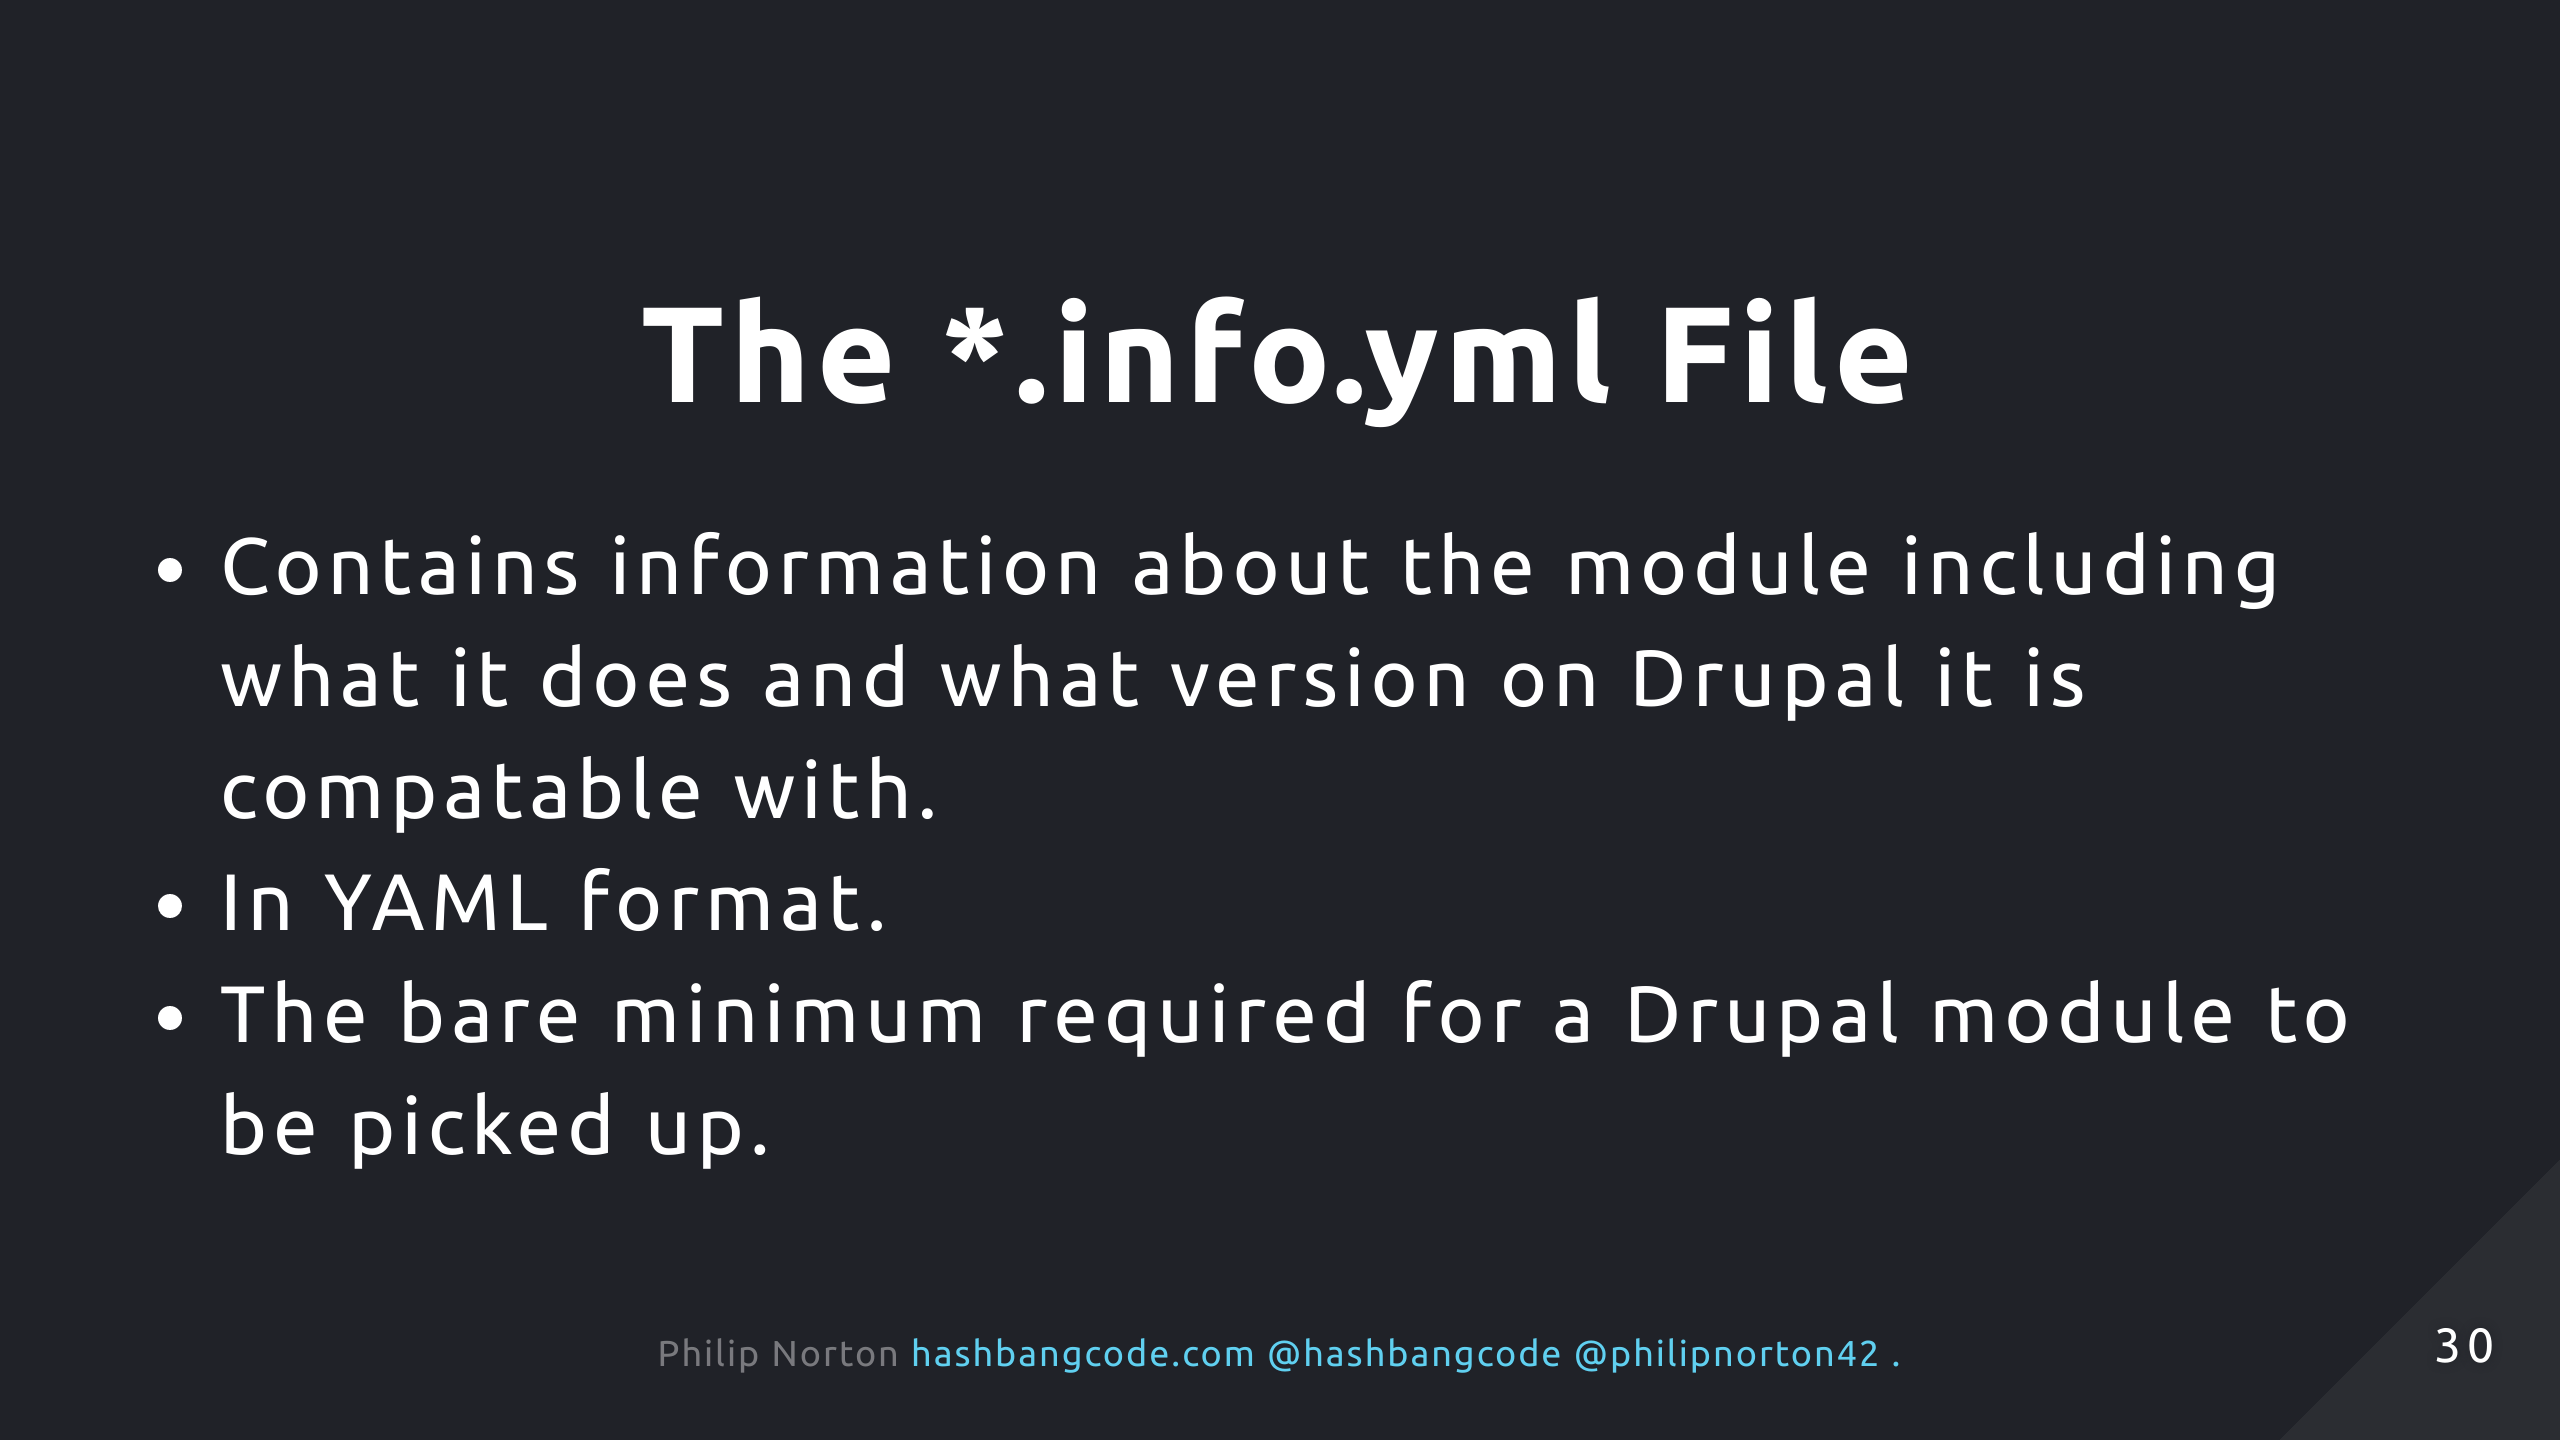 The *.info.yml File
• Contains information about the module including
what it does and what version on Drupal it is
compatable with.
• In YAML format.
• The bare minimum required for a Drupal module to
be picked up.
Philip Norton hashbangcode.com @hashbangcode @philipnorton42 .
30